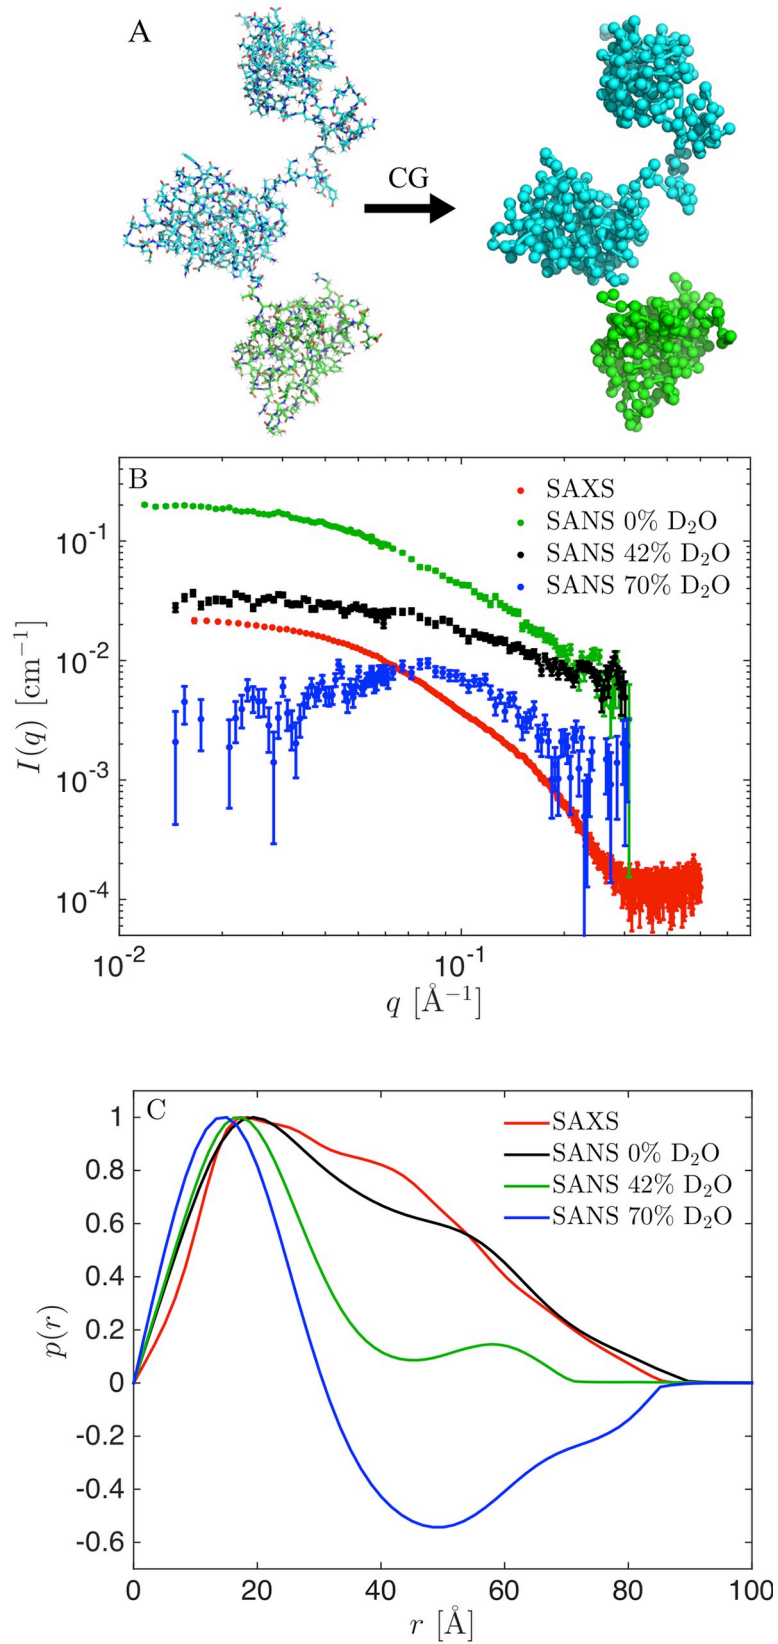 A
CG
B
SAXS
SANS 0% D₂O
SANS 42% D₂O
SANS 70% D₂O
10⁻¹
10⁻²
10⁻³
10⁻⁴
I(q) [cm⁻¹]
10⁻² 10⁻¹
q [Å⁻¹]
C
SAXS
SANS 0% D₂O
SANS 42% D₂O
SANS 70% D₂O
1
0.8
0.6
0.4
0.2
0
-0.2
-0.4
-0.6
p(r)
0 20 40 60 80 100
r [Å]